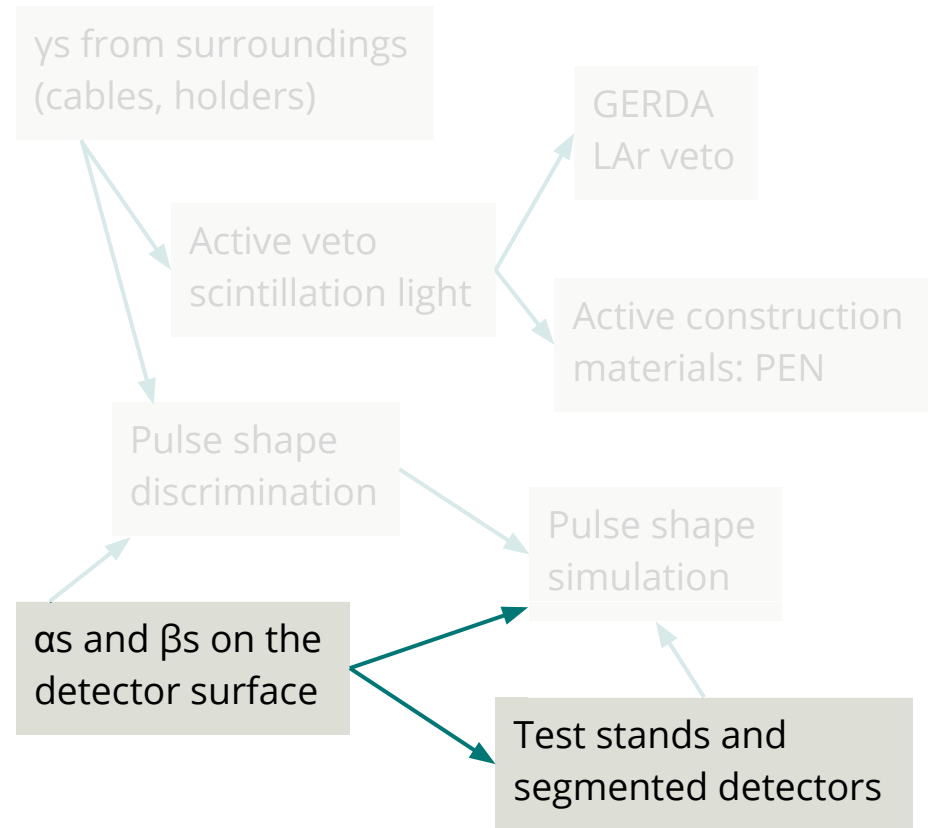 γs from surroundings
(cables, holders)
GERDA
LAr veto
Active veto
scintillation light
Active construction
materials: PEN
Pulse shape
discrimination
Pulse shape
simulation
αs and βs on the
detector surface
Test stands and
segmented detectors